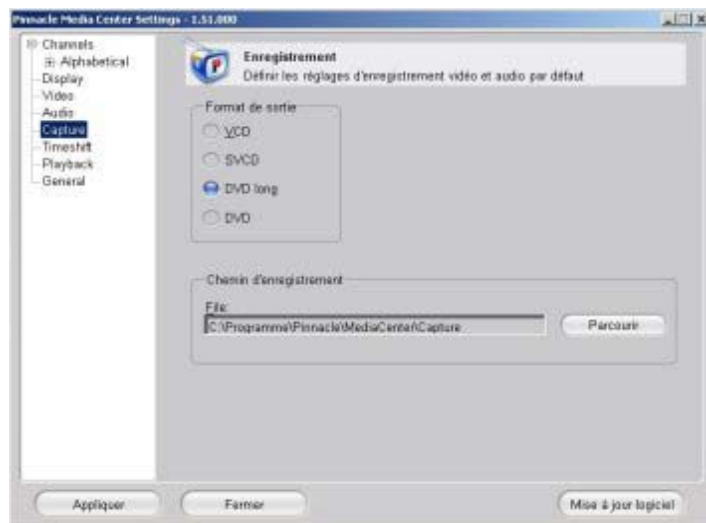 Pinnacle Media Center Settings - 1.51.000
Channels
Alphabetical
Display
Video
Audio
Capture
Timeshift
Playback
General
Enregistrement
Définir les réglages d'enregistrement vidéo et audio par défaut
Format de sortie
VCD
SVCD
DVD long
DVD
Chemin d'enregistrement
File:
C:\Programme\Pinnacle\MediaCenter\Capture
Parcourir
Appliquer
Fermer
Mise à jour logiciel